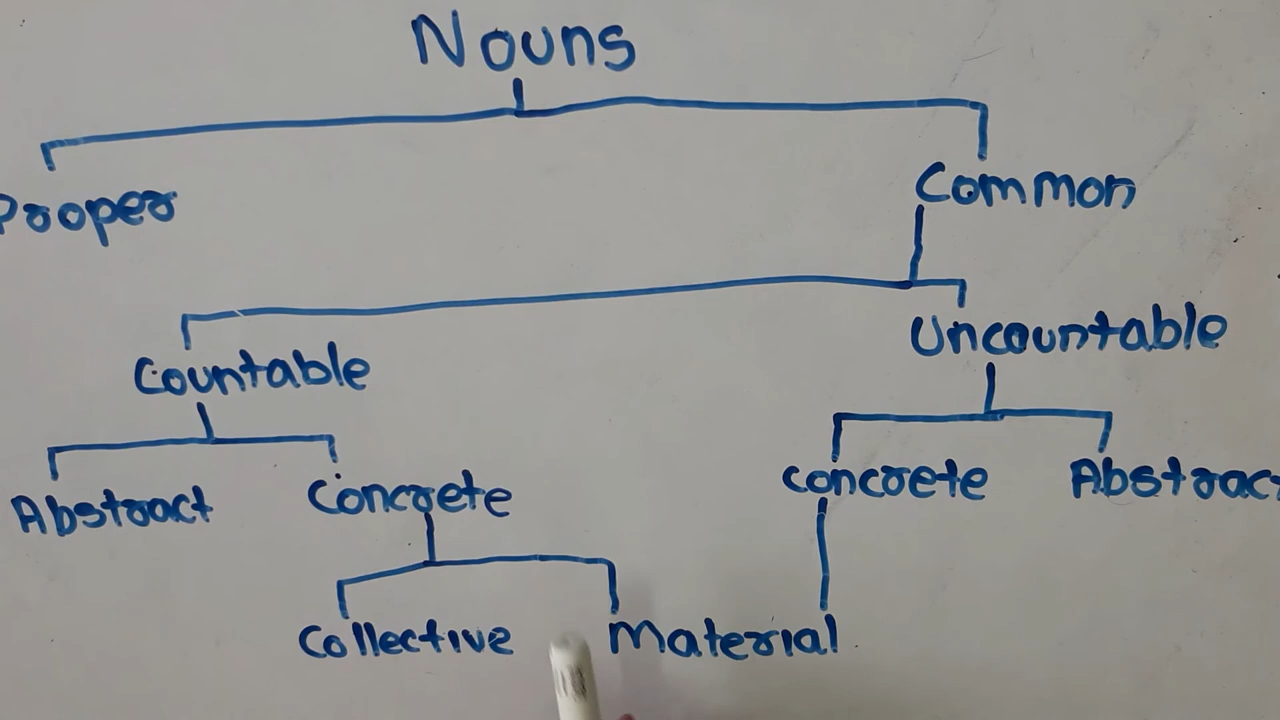 Nouns
Proper
Common
Countable
Uncountable
Abstract
Concrete
concrete
Abstract
Collective
Material